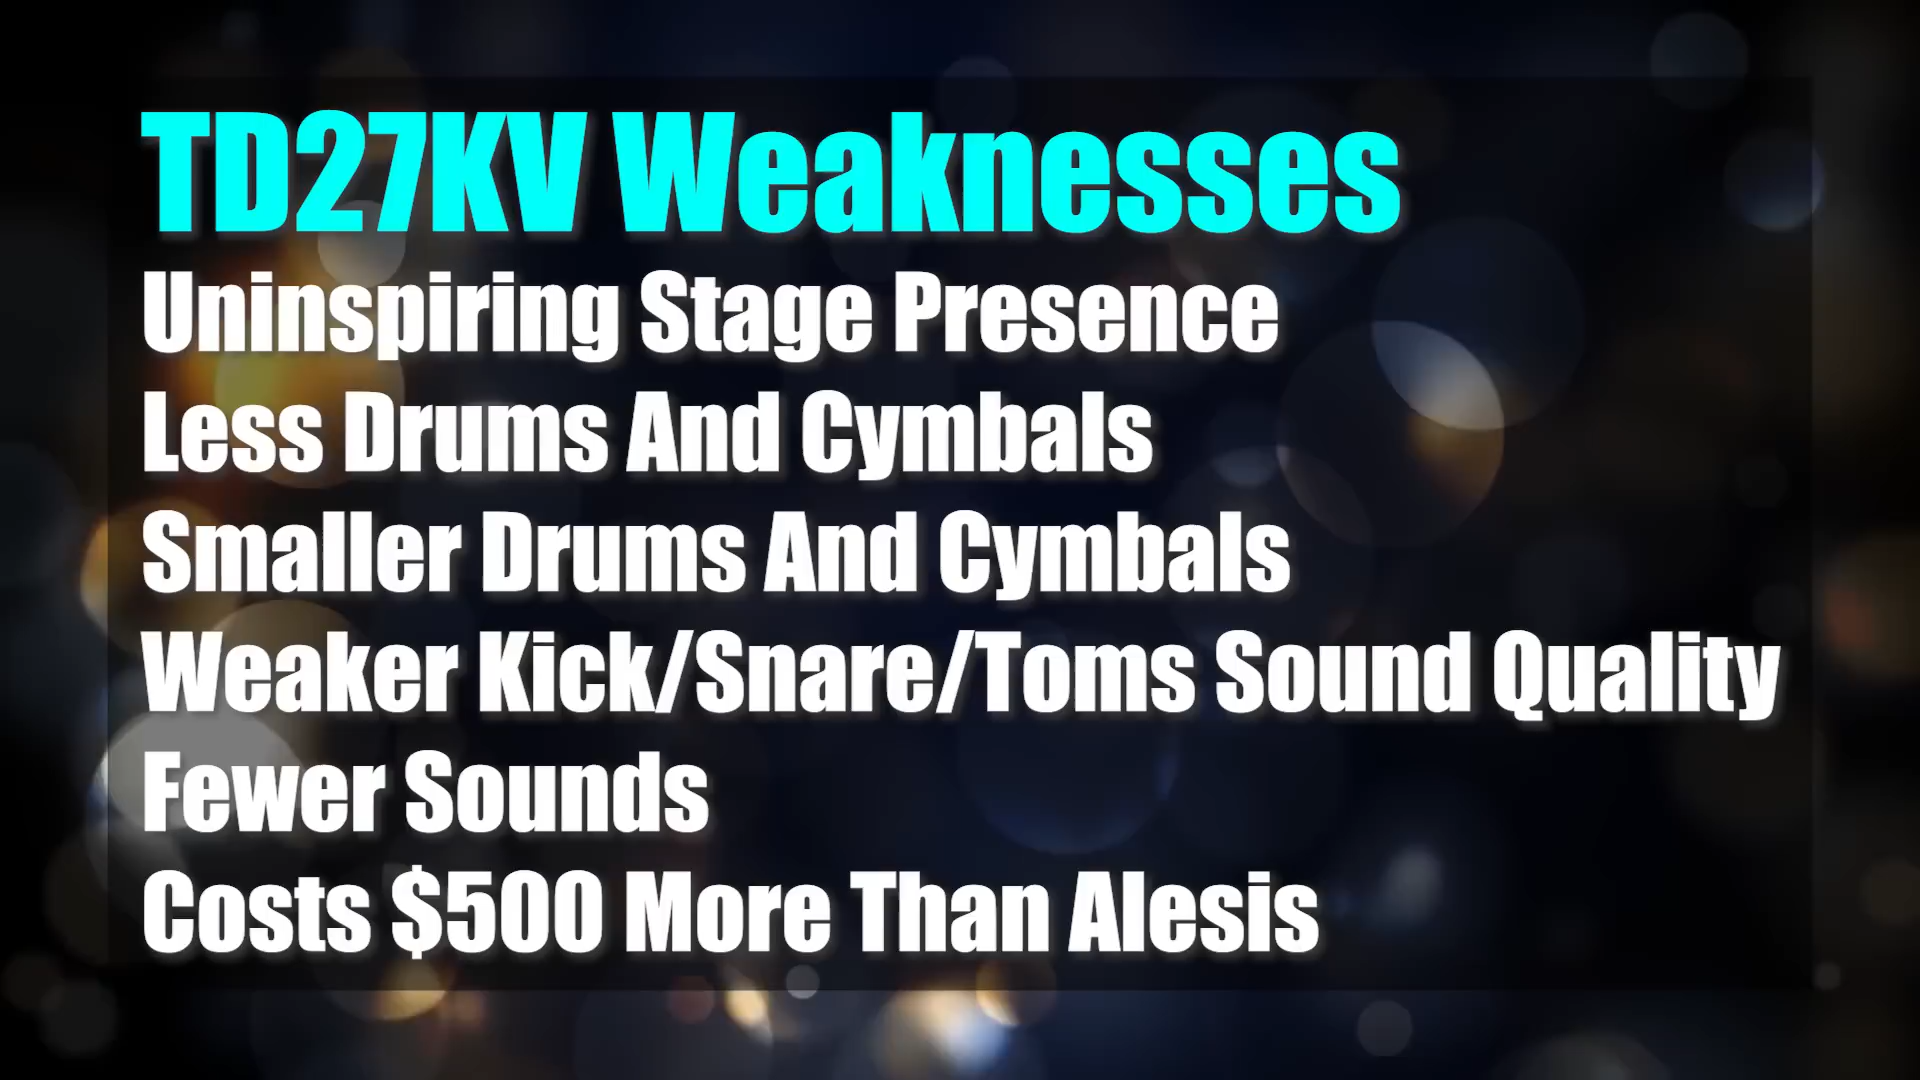 TD27KV Weaknesses
Uninspiring Stage Presence
Less Drums And Cymbals
Smaller Drums And Cymbals
Weaker Kick/Snare/Toms Sound Quality
Fewer Sounds
Costs $500 More Than Alesis